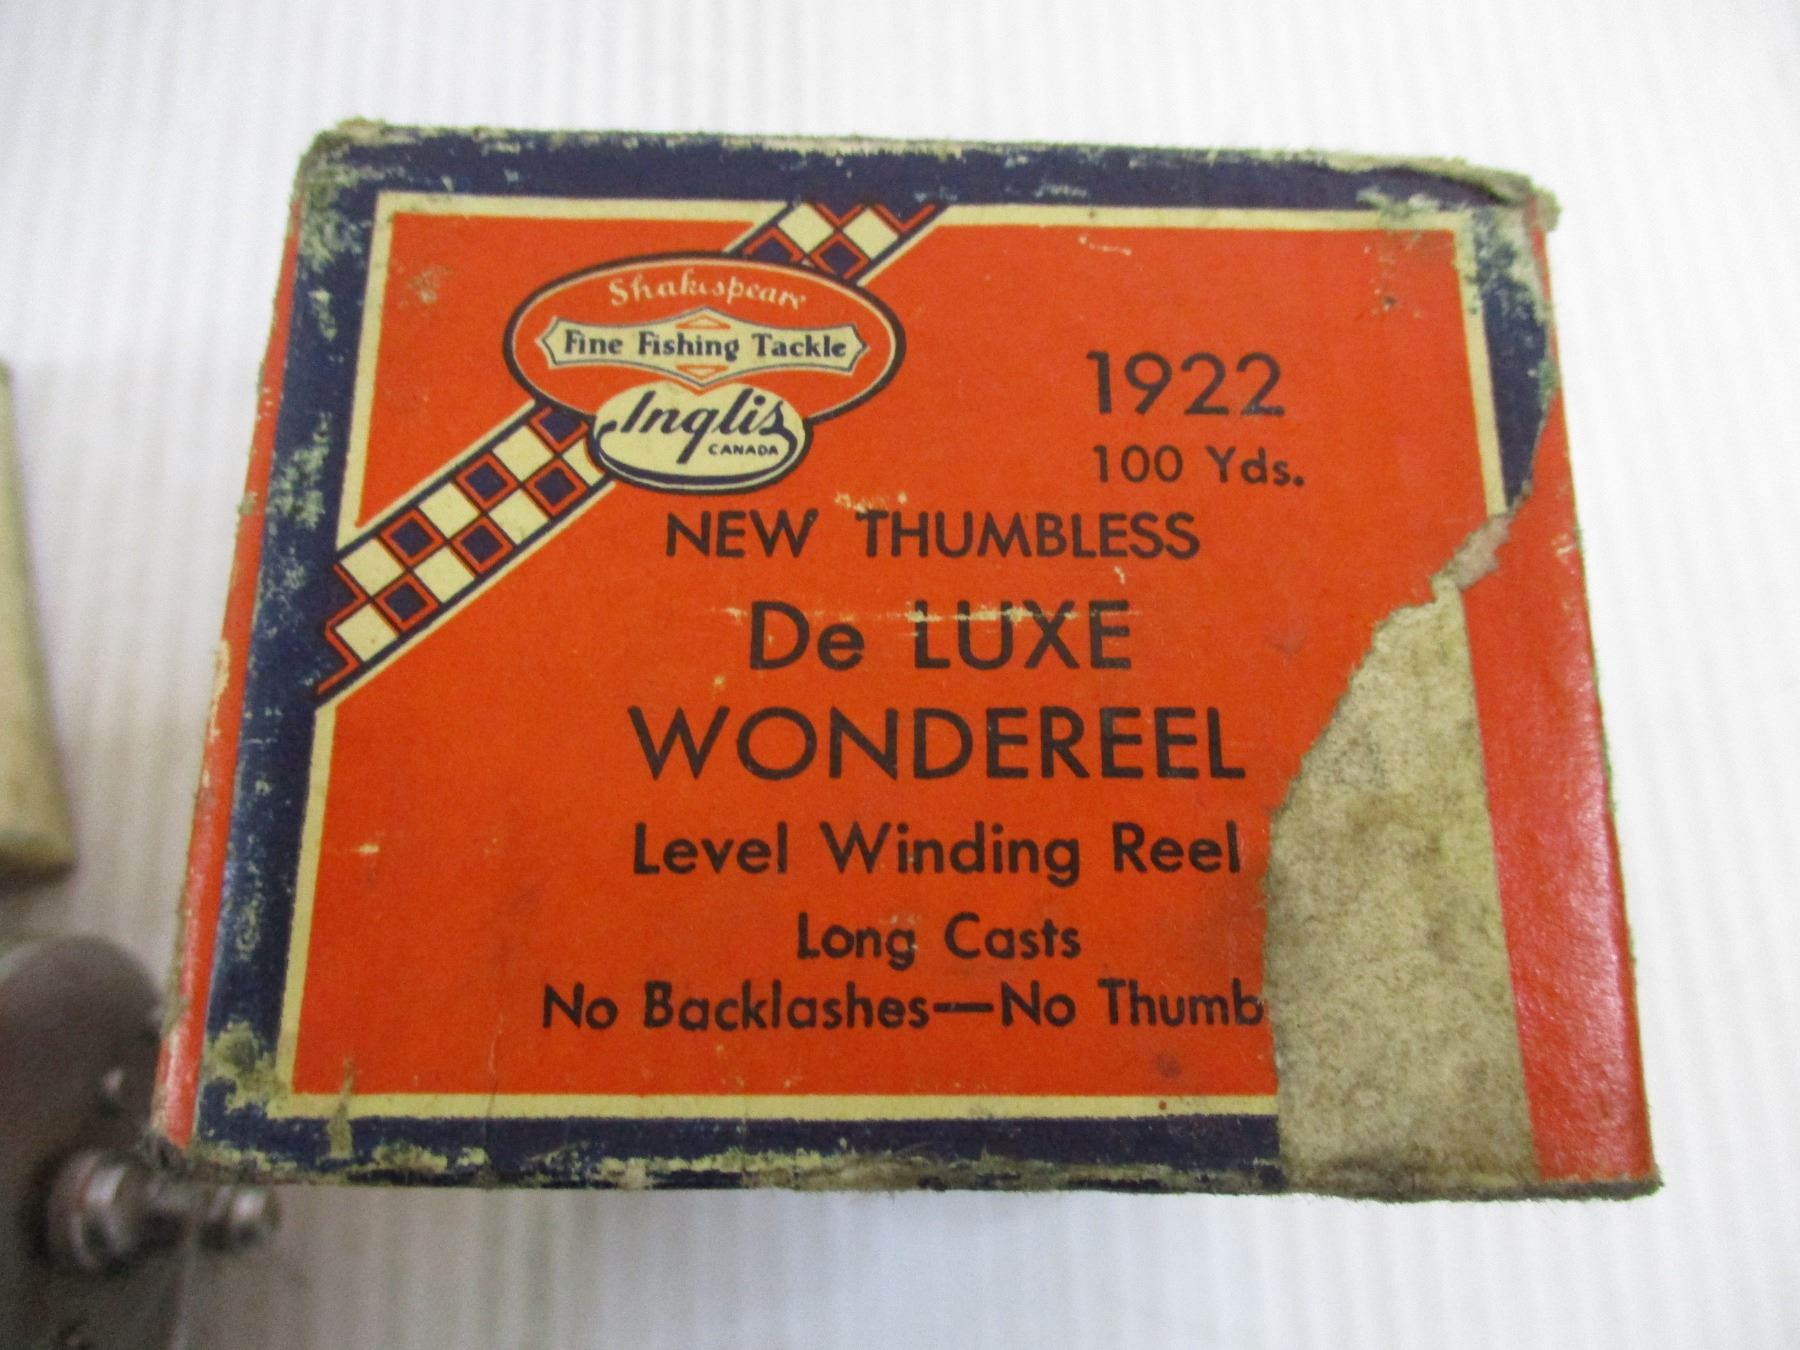 Shakespeare
Fine Fishing Tackle
Inglis
CANADA
1922
100 Yds.
NEW THUMBLESS
De LUXE
WONDEREEL
Level Winding Reel
Long Casts
No Backlashes—No Thumb